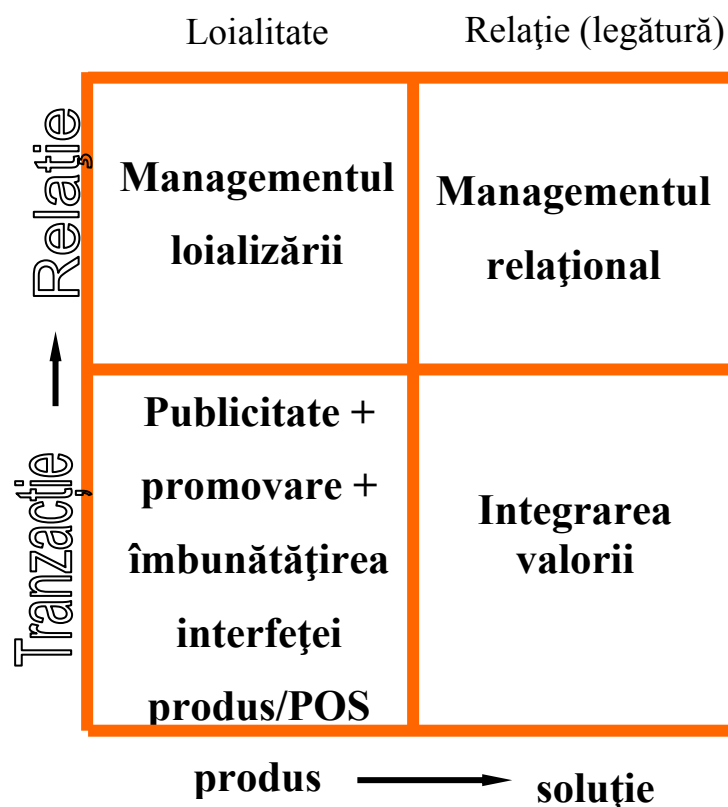 Loialitate
Relaţie (legătură)
Relaţie
Managementul
loializării
Managementul
relaţional
Tranzacţie
Publicitate +
promovare +
îmbunătăţirea
interfeţei
produs/POS
Integrarea
valorii
produs
soluţie